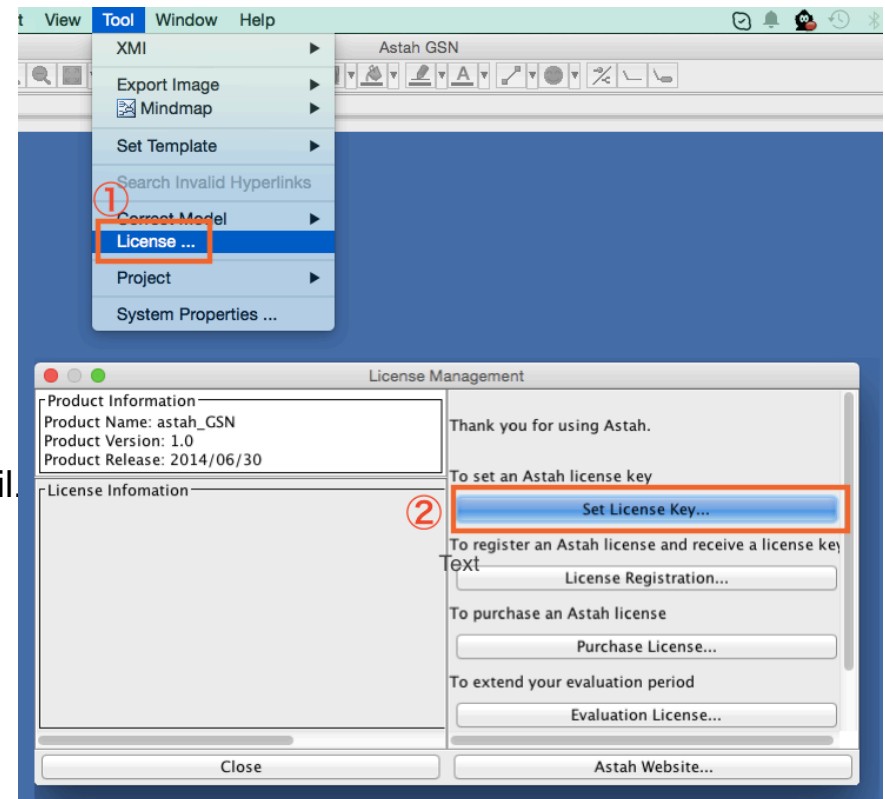 t View Tool Window Help
Astah GSN
XMI
Export Image
Mindmap
Set Template
Search Invalid Hyperlinks
①
Correct Model
License ...
Project
System Properties ...
License Management
Product Information
Product Name: astah_GSN
Product Version: 1.0
Product Release: 2014/06/30
il.
License Infomation
Thank you for using Astah.
To set an Astah license key
②
Set License Key...
To register an Astah license and receive a license key
Text
License Registration...
To purchase an Astah license
Purchase License...
To extend your evaluation period
Evaluation License...
Close
Astah Website...